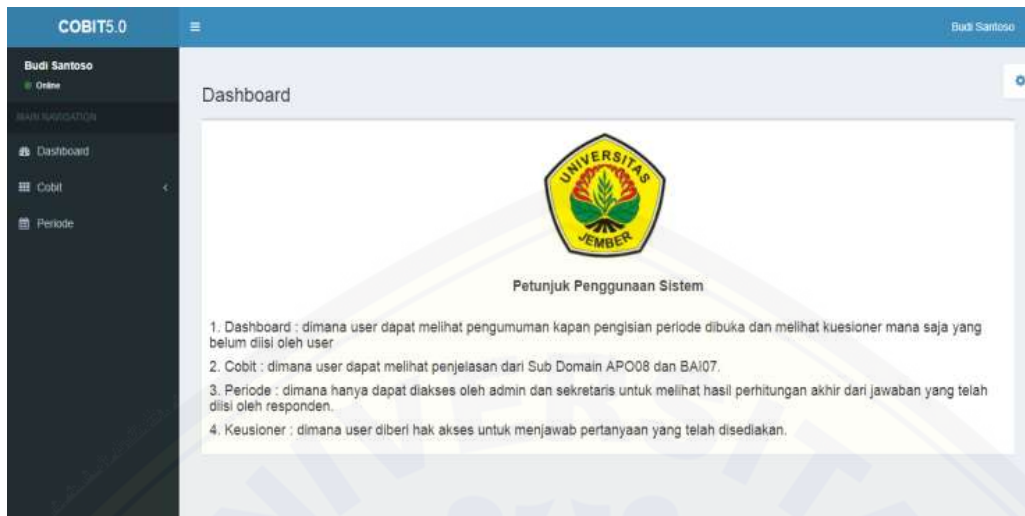 COBIT5.0
Budi Santoso
Budi Santoso
Online
MAIN NAVIGATION
Dashboard
Cobit
Periode
Dashboard
UNIVERSITAS
JEMBER
Petunjuk Penggunaan Sistem
1. Dashboard : dimana user dapat melihat pengumuman kapan pengisian periode dibuka dan melihat kuesioner mana saja yang
belum diisi oleh user
2. Cobit : dimana user dapat melihat penjelasan dari Sub Domain APO08 dan BAI07.
3. Periode : dimana hanya dapat diakses oleh admin dan sekretaris untuk melihat hasil perhitungan akhir dari jawaban yang telah
diisi oleh responden.
4. Keusioner : dimana user diberi hak akses untuk menjawab pertanyaan yang telah disediakan.
UNIVERSITA